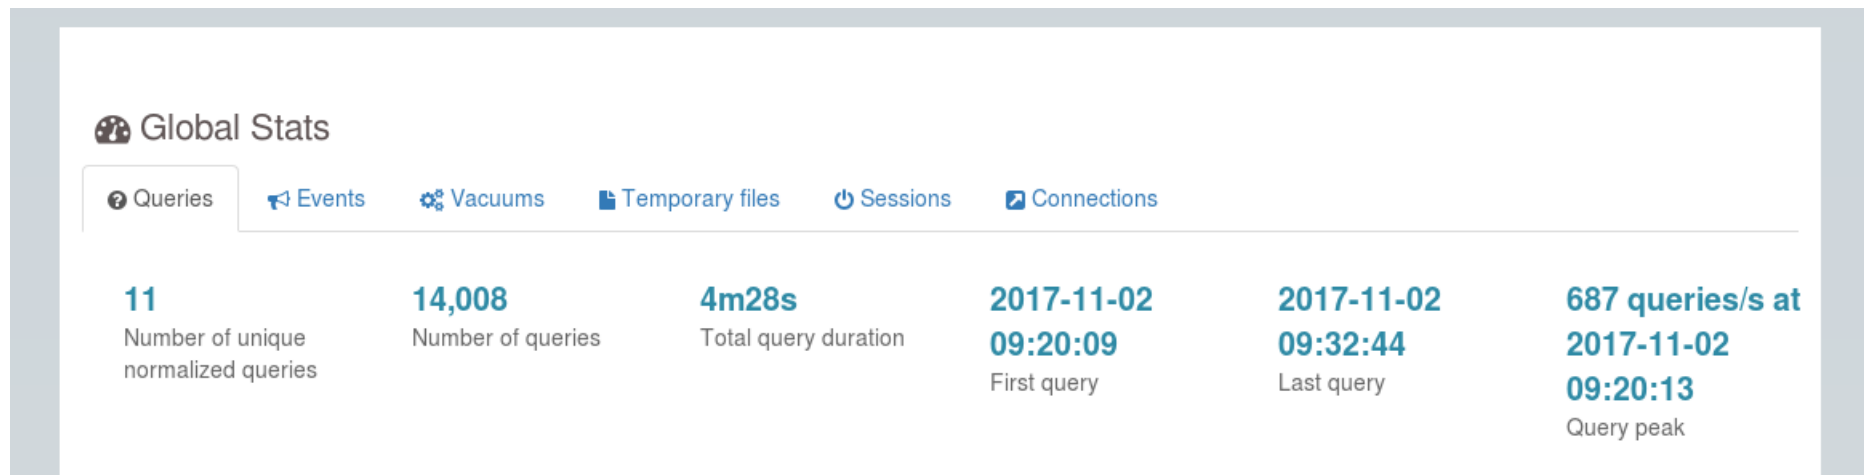 Global Stats
Queries Events Vacuums Temporary files Sessions Connections
11
Number of unique
normalized queries
14,008
Number of queries
4m28s
Total query duration
2017-11-02
09:20:09
First query
2017-11-02
09:32:44
Last query
687 queries/s at
2017-11-02
09:20:13
Query peak